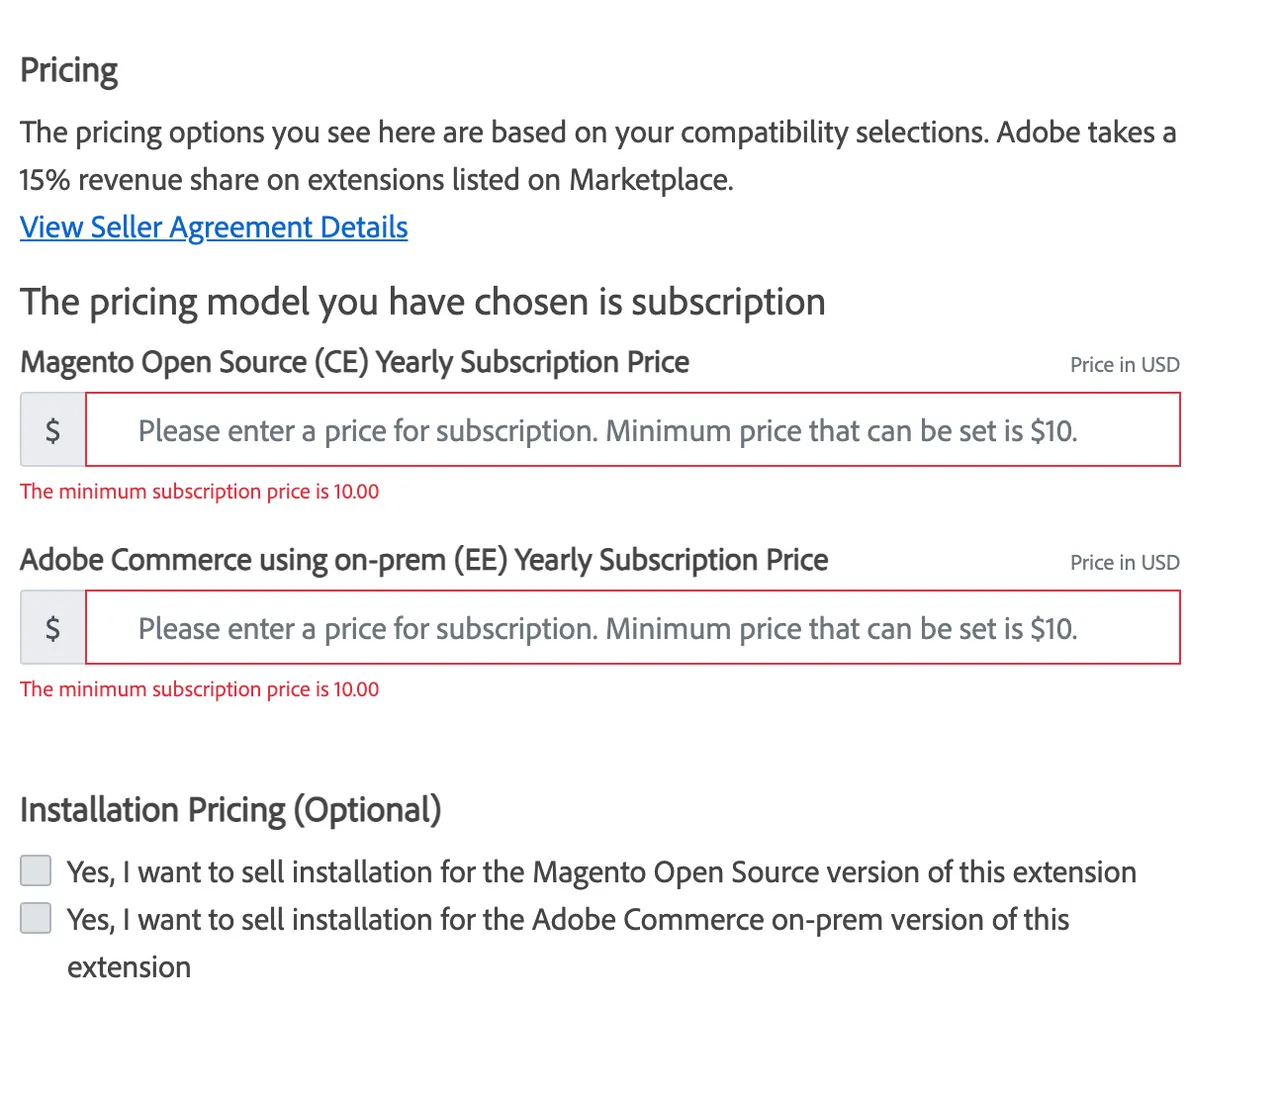 Pricing
The pricing options you see here are based on your compatibility selections. Adobe takes a
15% revenue share on extensions listed on Marketplace.
View Seller Agreement Details
The pricing model you have chosen is subscription
Magento Open Source (CE) Yearly Subscription Price
Price in USD
$ Please enter a price for subscription. Minimum price that can be set is $10.
The minimum subscription price is 10.00
Adobe Commerce using on-prem (EE) Yearly Subscription Price
Price in USD
$ Please enter a price for subscription. Minimum price that can be set is $10.
The minimum subscription price is 10.00
Installation Pricing (Optional)
Yes, I want to sell installation for the Magento Open Source version of this extension
Yes, I want to sell installation for the Adobe Commerce on-prem version of this
extension